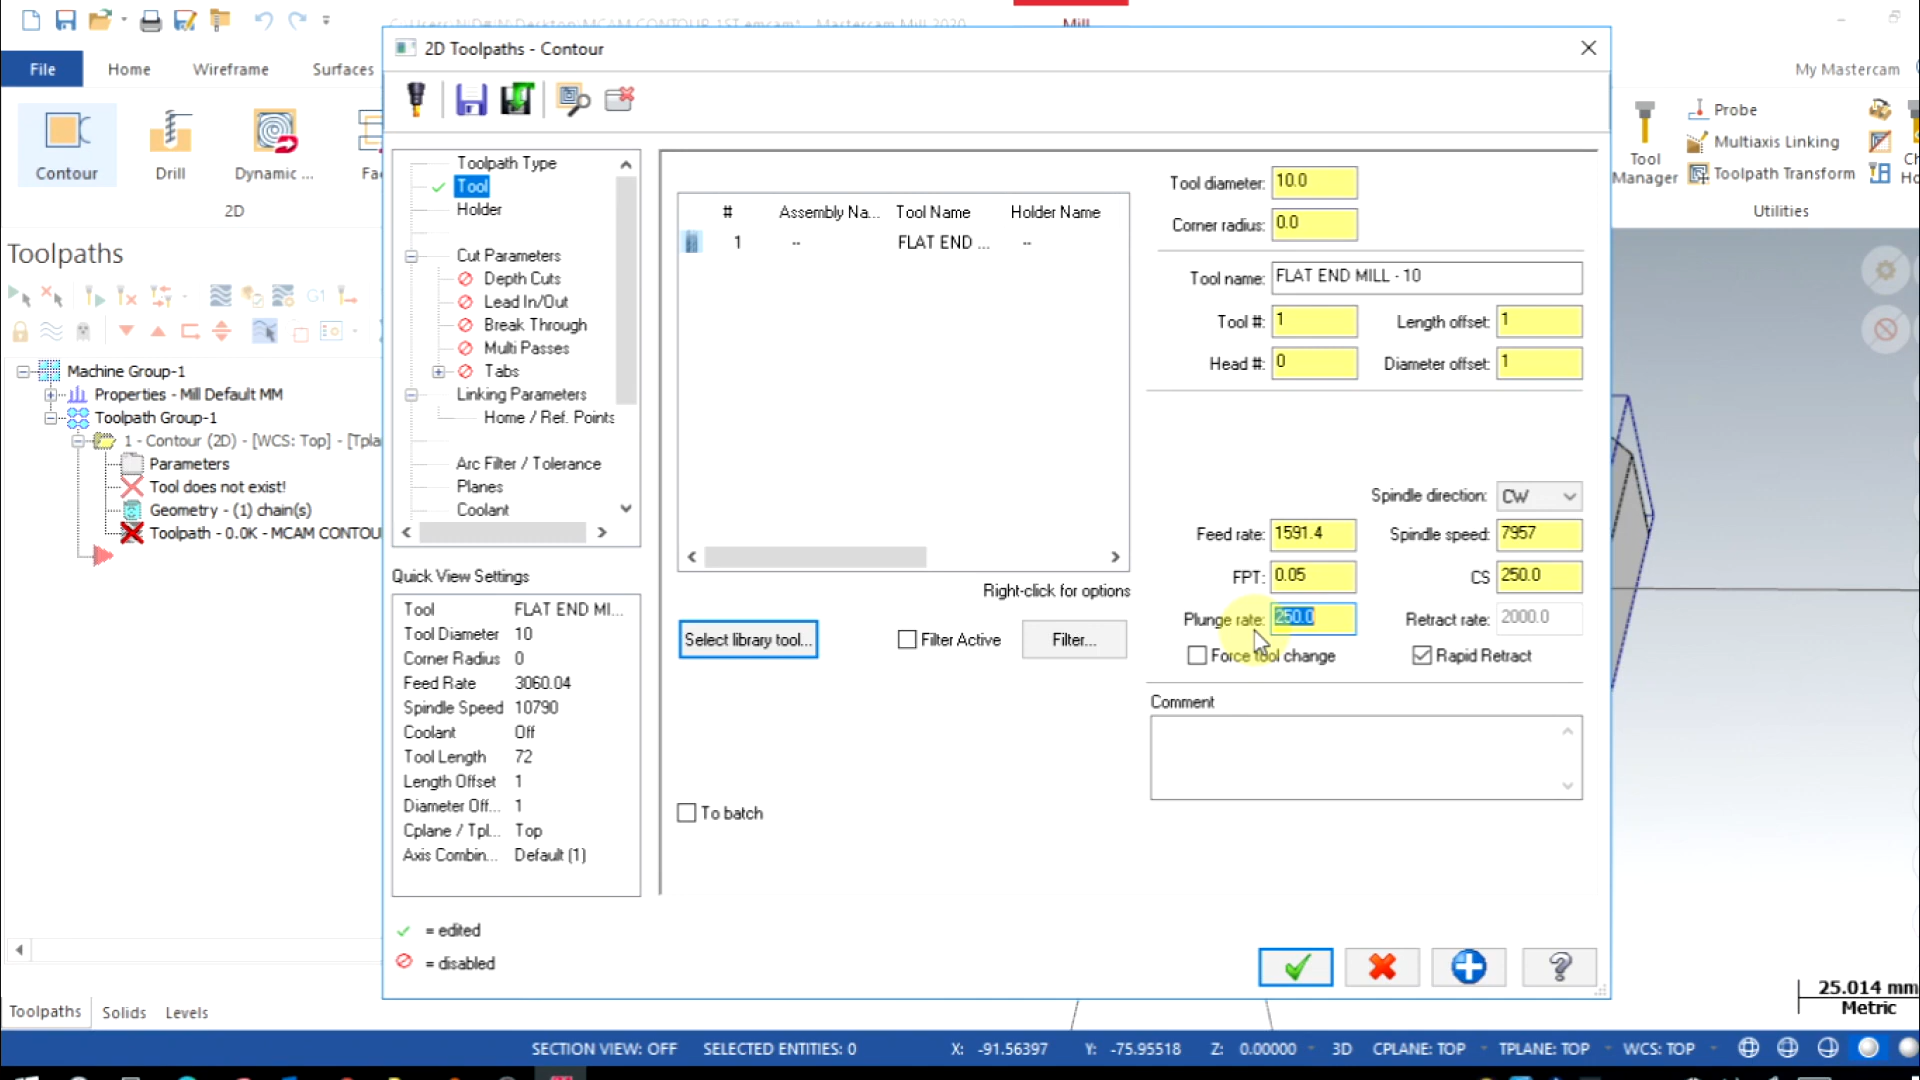 C:\Users\N D#N\Desktop\MCAM CONTOUR 1ST.emcam* - Mastercam Mill 2020
Mill
2D Toolpaths - Contour
File
Home
Wireframe
Surfaces
My Mastercam
Contour
Drill
Dynamic ...
2D
Probe
Multiaxis Linking
Toolpath Transform
Tool
Manager
Utilities
Toolpaths
G1
Machine Group-1
Properties - Mill Default MM
Toolpath Group-1
1 - Contour (2D) - [WCS: Top] - [Tpla
Parameters
Tool does not exist!
Geometry - (1) chain(s)
Toolpath - 0.0K - MCAM CONTOU
Toolpath Type
Tool
Holder
Cut Parameters
Depth Cuts
Lead In/Out
Break Through
Multi Passes
Tabs
Linking Parameters
Home / Ref. Points
Arc Filter / Tolerance
Planes
Coolant
Quick View Settings
Tool FLAT END MI...
Tool Diameter 10
Corner Radius 0
Feed Rate 3060.04
Spindle Speed 10790
Coolant Off
Tool Length 72
Length Offset 1
Diameter Off... 1
Cplane / Tpl... Top
Axis Combin... Default (1)
= edited
= disabled
# Assembly Na... Tool Name Holder Name
1 -- FLAT END ... --
Right-click for options
Select library tool...
Filter Active
Filter...
To batch
Tool diameter: 10.0
Corner radius: 0.0
Tool name: FLAT END MILL - 10
Tool #: 1 Length offset: 1
Head #: 0 Diameter offset: 1
Spindle direction: CW
Feed rate: 1591.4 Spindle speed: 7957
FPT: 0.05 CS 250.0
Plunge rate: 250.0 Retract rate: 2000.0
Force tool change Rapid Retract
Comment
25.014 mm
Metric
Toolpaths Solids Levels
SECTION VIEW: OFF SELECTED ENTITIES: 0 X: -91.56397 Y: -75.95518 Z: 0.00000 3D CPLANE: TOP TPLANE: TOP WCS: TOP